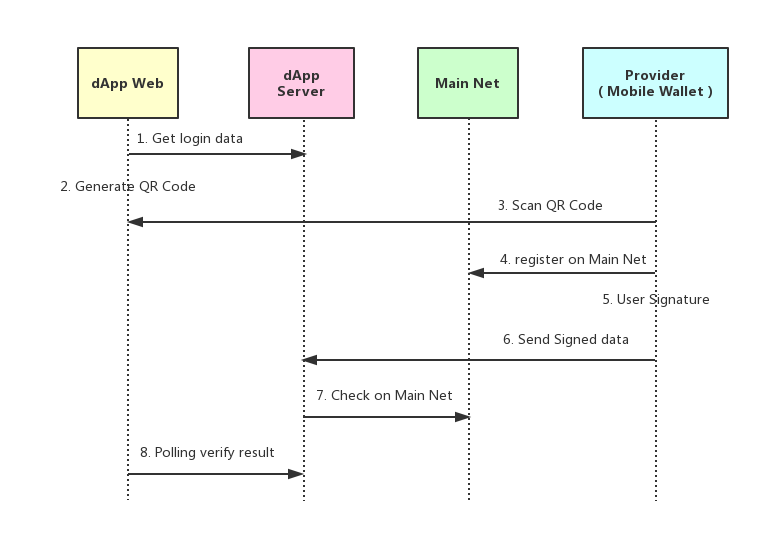 dApp Web
dApp
Server
Main Net
Provider
( Mobile Wallet )
1. Get login data
2. Generate QR Code
3. Scan QR Code
4. register on Main Net
5. User Signature
6. Send Signed data
7. Check on Main Net
8. Polling verify result